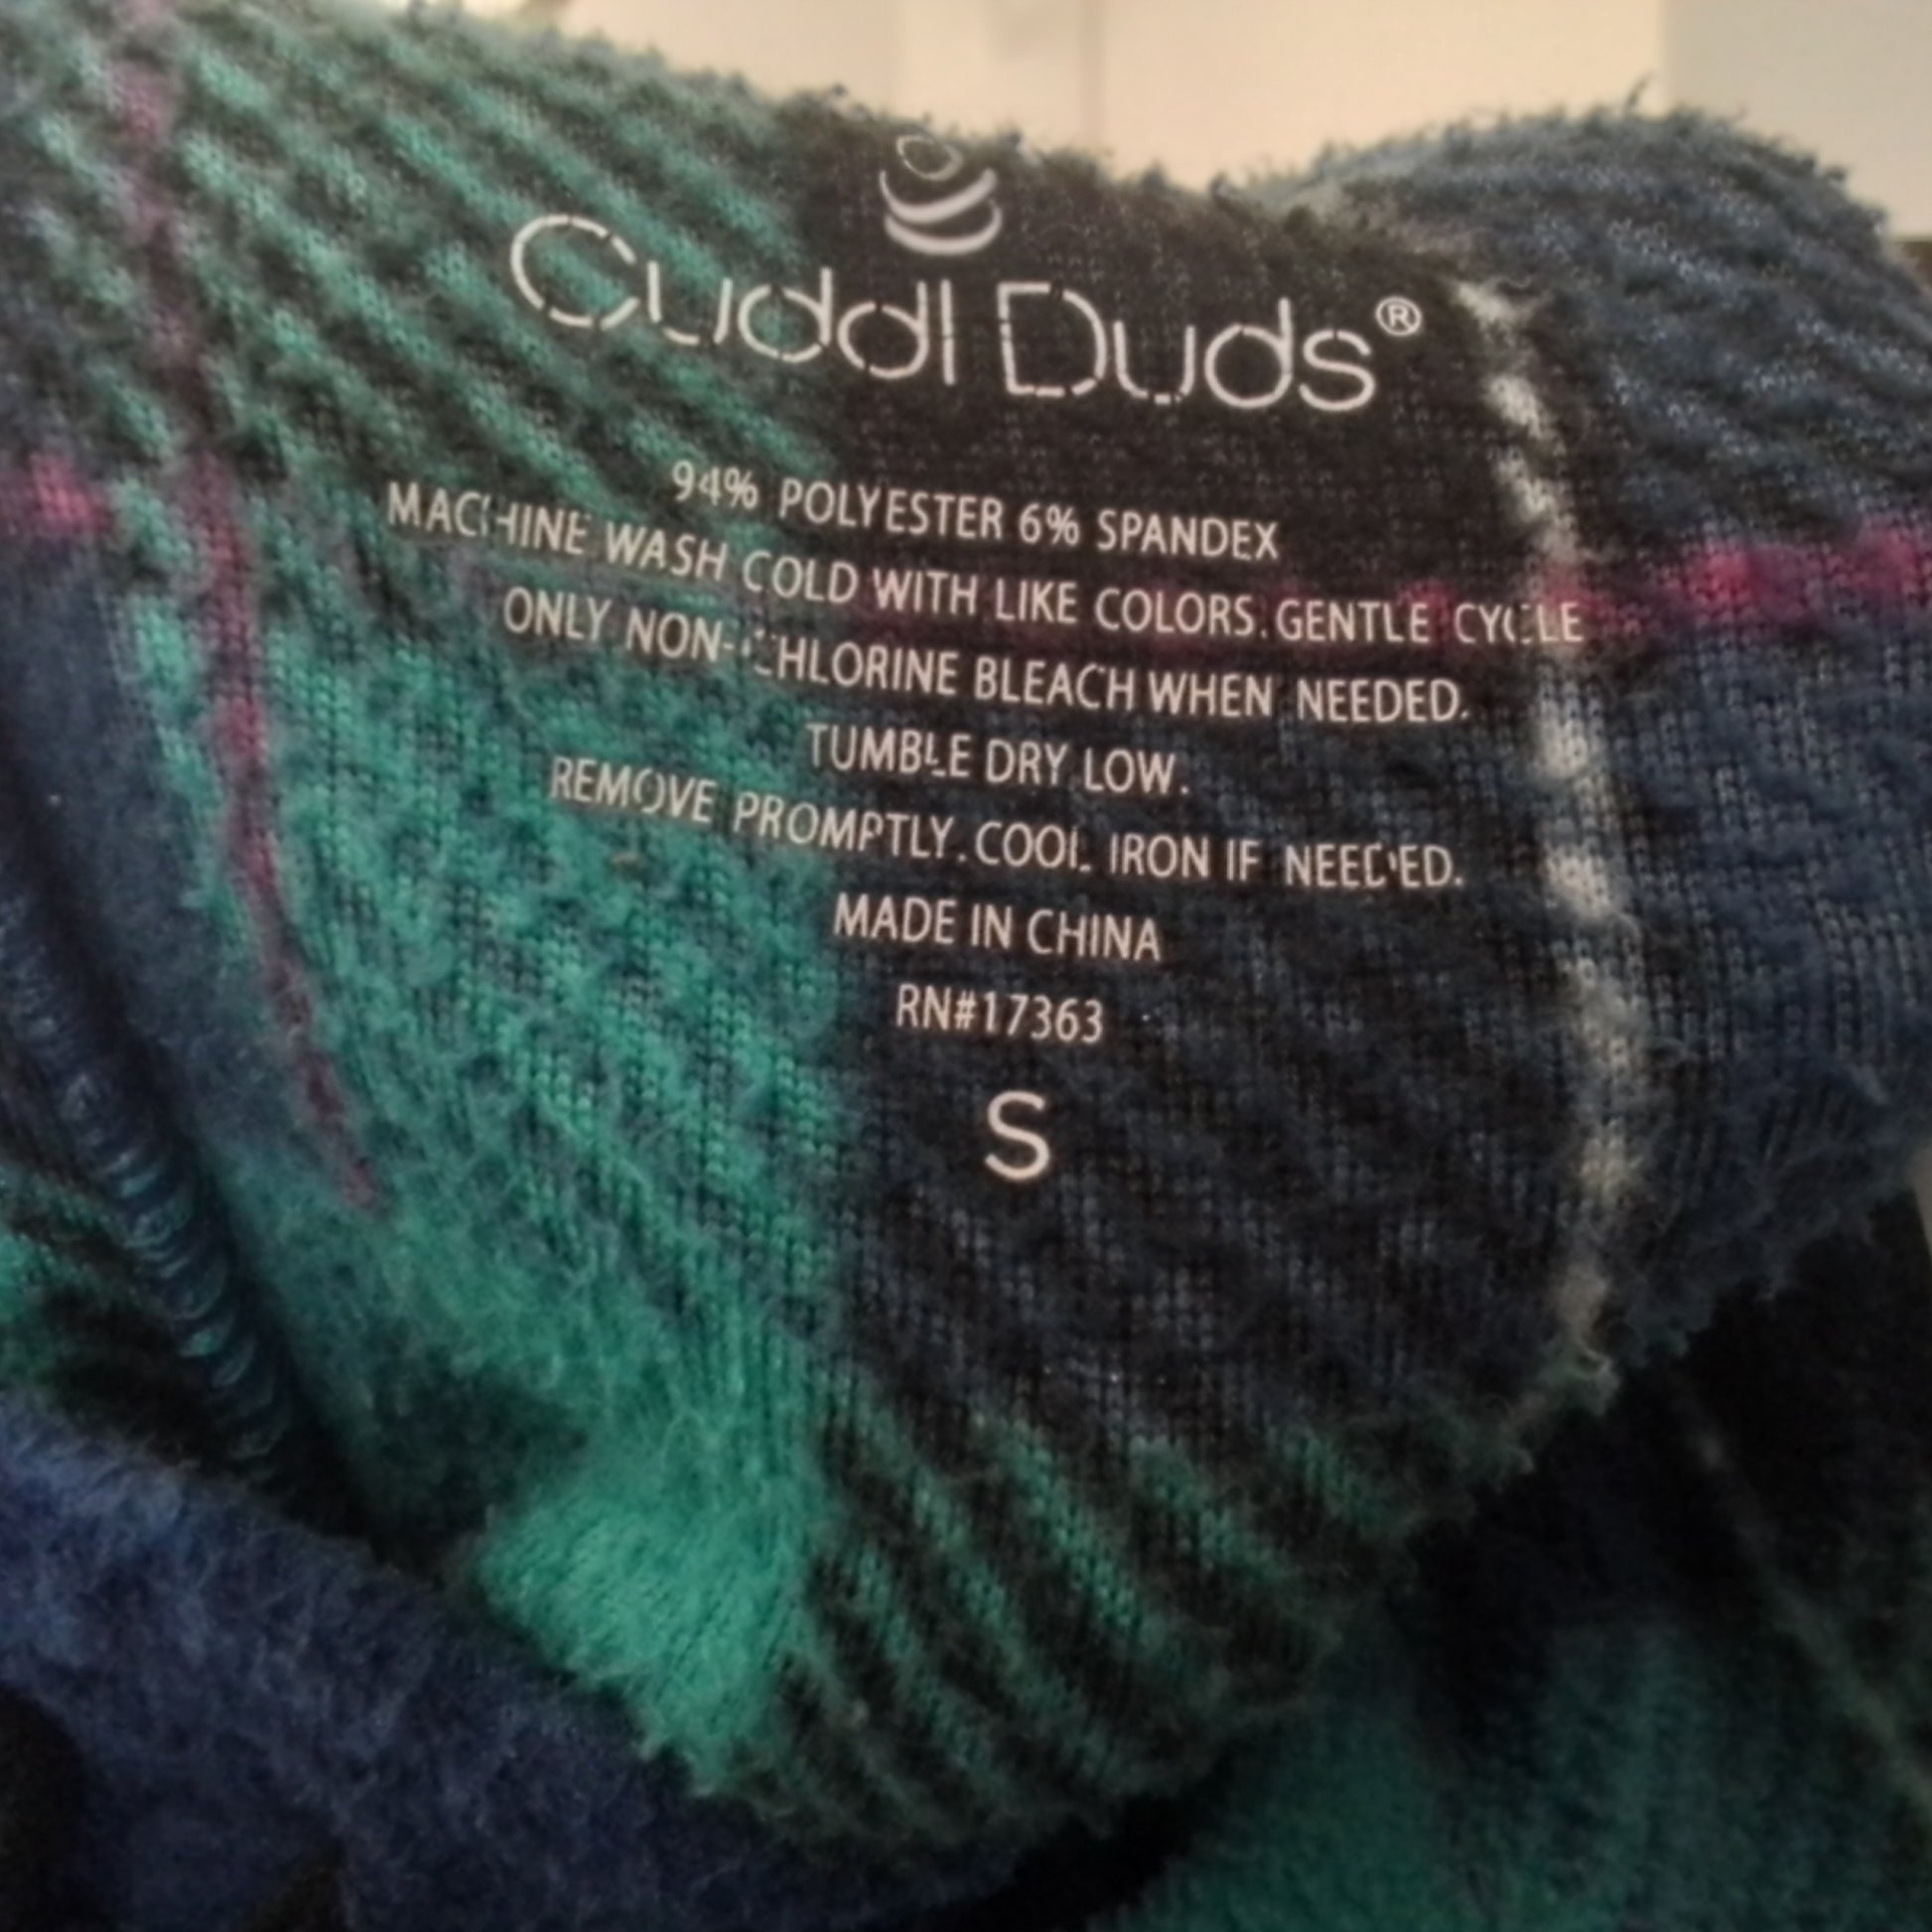 Cuddl Duds®
94% POLYESTER 6% SPANDEX
MACHINE WASH COLD WITH LIKE COLORS. GENTLE CYCLE
ONLY NON-CHLORINE BLEACH WHEN NEEDED.
TUMBLE DRY LOW.
REMOVE PROMPTLY. COOL IRON IF NEEDED.
MADE IN CHINA
RN#17363
S